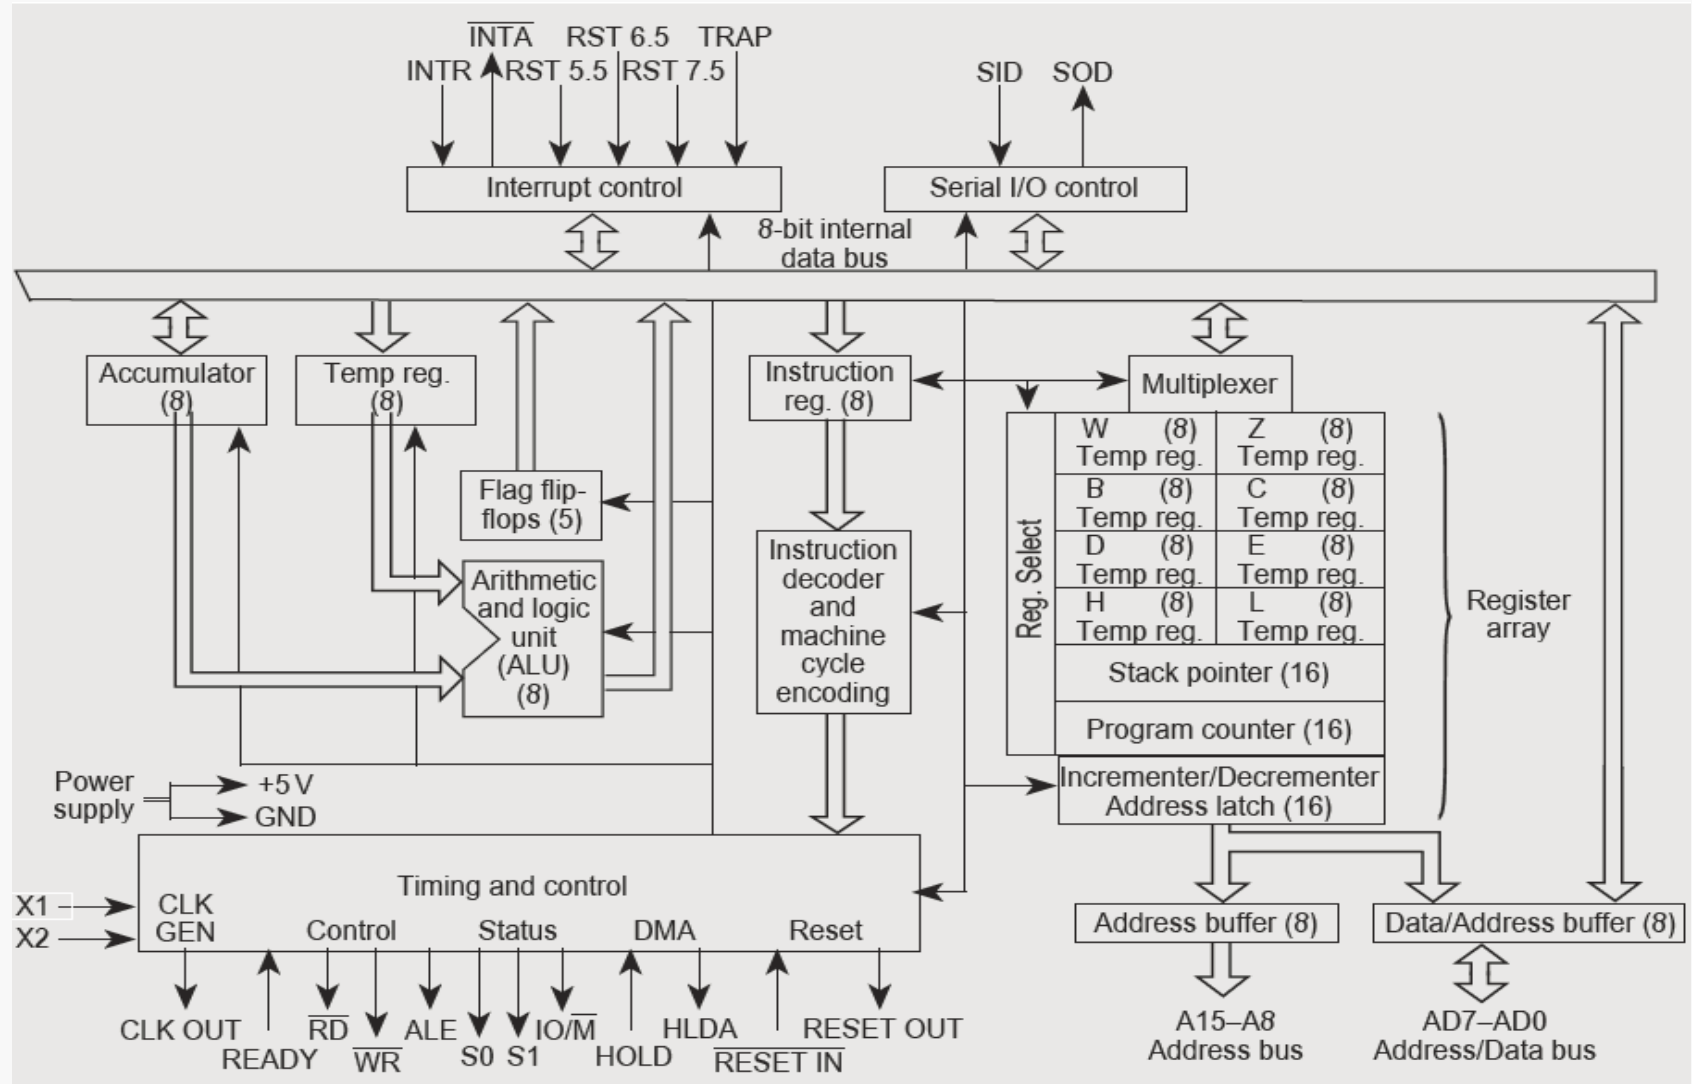 INTA RST 6.5 TRAP
INTR RST 5.5 RST 7.5
SID SOD
Interrupt control
Serial I/O control
8-bit internal
data bus
Accumulator
(8)
Temp reg.
(8)
Instruction
reg. (8)
Multiplexer
Flag flip-
flops (5)
Arithmetic
and logic
unit
(ALU)
(8)
Instruction
decoder
and
machine
cycle
encoding
Reg. Select
W (8) Z (8)
Temp reg. Temp reg.
B (8) C (8)
Temp reg. Temp reg.
D (8) E (8)
Temp reg. Temp reg.
H (8) L (8)
Temp reg. Temp reg.
Stack pointer (16)
Program counter (16)
Incrementer/Decrementer
Address latch (16)
Register
array
Power
supply
+5 V
GND
Timing and control
X1
X2
CLK
GEN
Control Status DMA Reset
Address buffer (8)
Data/Address buffer (8)
CLK OUT RD ALE IO/M HLDA RESET OUT
READY WR S0 S1 HOLD RESET IN
A15–A8
Address bus
AD7–AD0
Address/Data bus